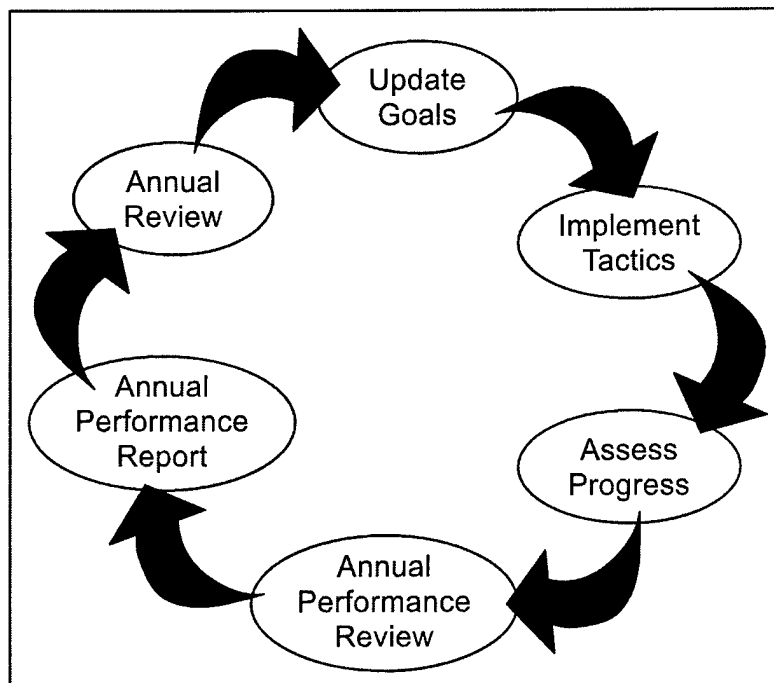 Update
Goals
Implement
Tactics
Assess
Progress
Annual
Performance
Review
Annual
Performance
Report
Annual
Review